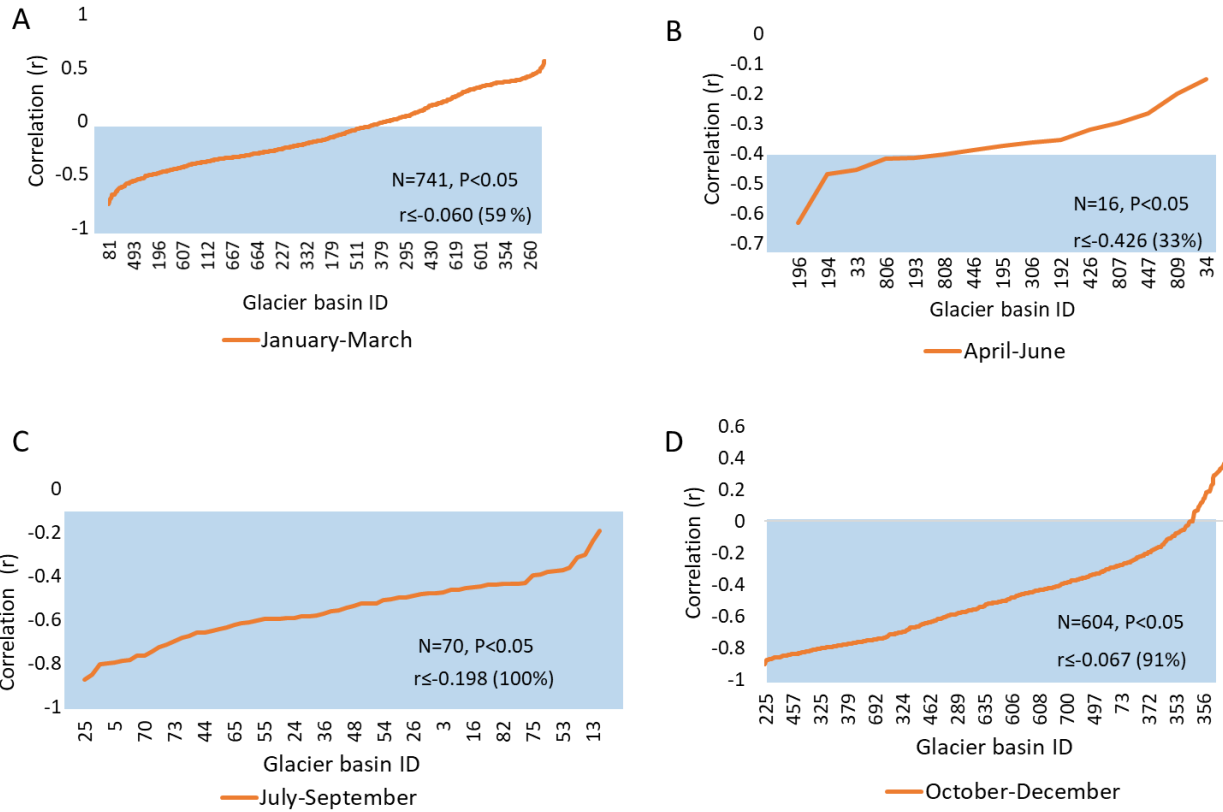 A
Correlation (r)
1
0.5
0
-0.5
-1
N=741, P<0.05
r≤-0.060 (59 %)
81 493 196 607 112 667 664 227 332 179 511 379 295 430 619 601 354 260
Glacier basin ID
January-March
B
Correlation (r)
0
-0.1
-0.2
-0.3
-0.4
-0.5
-0.6
-0.7
N=16, P<0.05
r≤-0.426 (33%)
196 194 33 806 193 808 446 195 306 192 426 807 447 809 34
Glacier basin ID
April-June
C
Correlation (r)
0
-0.2
-0.4
-0.6
-0.8
-1
N=70, P<0.05
r≤-0.198 (100%)
25 5 70 73 44 65 55 24 36 48 54 26 3 16 82 75 53 13
Glacier basin ID
July-September
D
Correlation (r)
0.6
0.4
0.2
0
-0.2
-0.4
-0.6
-0.8
-1
N=604, P<0.05
r≤-0.067 (91%)
225 457 325 379 692 324 462 289 635 606 608 700 497 73 372 353 356
Glacier basin ID
October-December